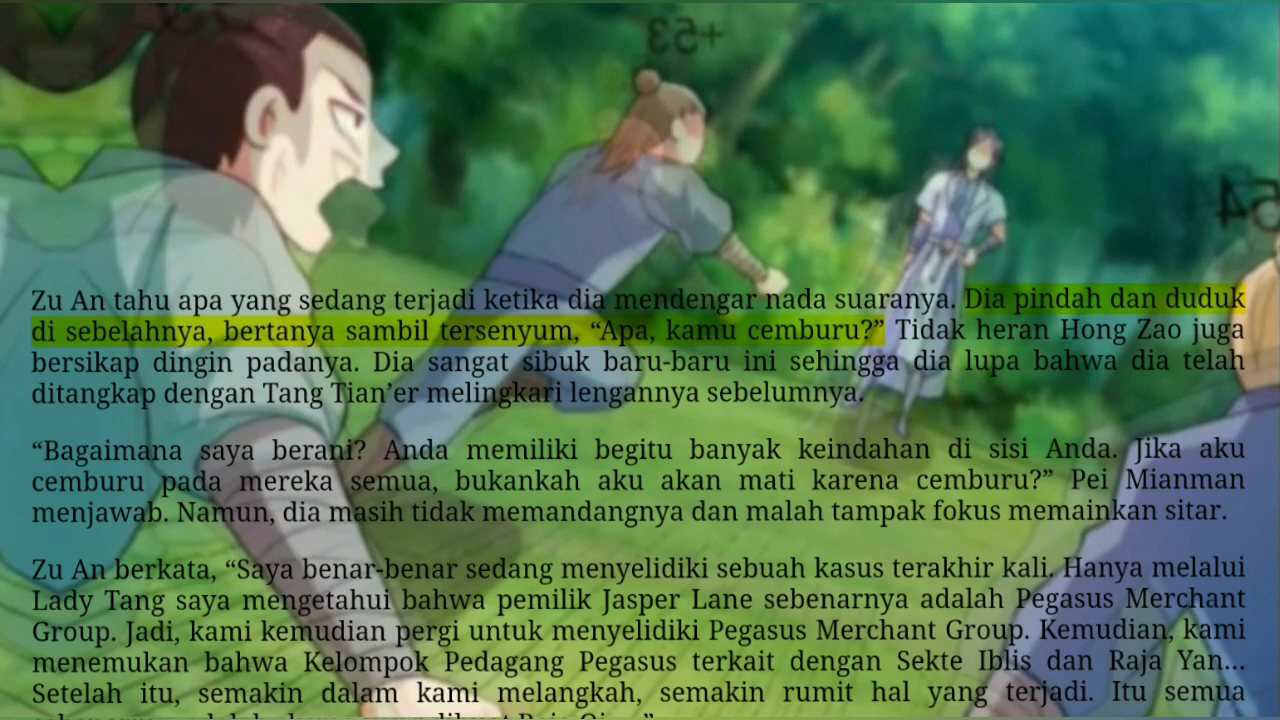 +53
54
Zu An tahu apa yang sedang terjadi ketika dia mendengar nada suaranya. Dia pindah dan duduk
di sebelahnya, bertanya sambil tersenyum, “Apa, kamu cemburu?” Tidak heran Hong Zao juga
bersikap dingin padanya. Dia sangat sibuk baru-baru ini sehingga dia lupa bahwa dia telah
ditangkap dengan Tang Tian’er melingkari lengannya sebelumnya.
“Bagaimana saya berani? Anda memiliki begitu banyak keindahan di sisi Anda. Jika aku
cemburu pada mereka semua, bukankah aku akan mati karena cemburu?” Pei Mianman
menjawab. Namun, dia masih tidak memandangnya dan malah tampak fokus memainkan sitar.
Zu An berkata, “Saya benar-benar sedang menyelidiki sebuah kasus terakhir kali. Hanya melalui
Lady Tang saya mengetahui bahwa pemilik Jasper Lane sebenarnya adalah Pegasus Merchant
Group. Jadi, kami kemudian pergi untuk menyelidiki Pegasus Merchant Group. Kemudian, kami
menemukan bahwa Kelompok Pedagang Pegasus terkait dengan Sekte Iblis dan Raja Yan...
Setelah itu, semakin dalam kami melangkah, semakin rumit hal yang terjadi. Itu semua